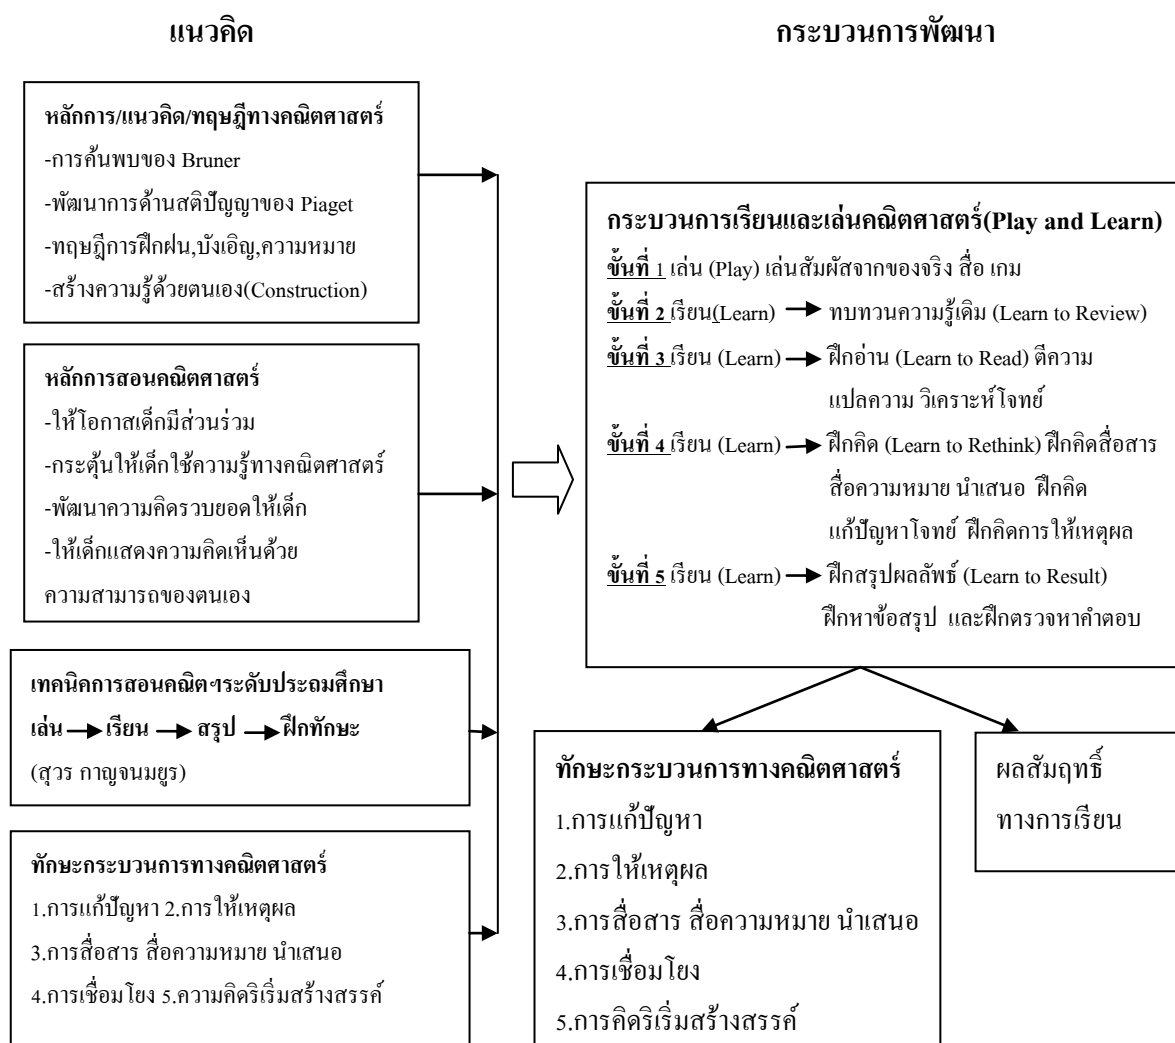 แนวคิด
กระบวนการพัฒนา
หลักการ/แนวคิด/ทฤษฎีทางคณิตศาสตร์
-การค้นพบของ Bruner
-พัฒนาการด้านสติปัญญาของ Piaget
-ทฤษฎีการฝึกฝน,บังเอิญ,ความหมาย
-สร้างความรู้ด้วยตนเอง(Construction)
หลักการสอนคณิตศาสตร์
-ให้โอกาสเด็กมีส่วนร่วม
-กระตุ้นให้เด็กใช้ความรู้ทางคณิตศาสตร์
-พัฒนาความคิดรวบยอดให้เด็ก
-ให้เด็กแสดงความคิดเห็นด้วย
ความสามารถของตนเอง
เทคนิคการสอนคณิตฯระดับประถมศึกษา
เล่น → เรียน → สรุป → ฝึกทักษะ
(สุวร กาญจนมยูร)
ทักษะกระบวนการทางคณิตศาสตร์
1.การแก้ปัญหา 2.การให้เหตุผล
3.การสื่อสาร สื่อความหมาย นำเสนอ
4.การเชื่อมโยง 5.ความคิดริเริ่มสร้างสรรค์
กระบวนการเรียนและเล่นคณิตศาสตร์(Play and Learn)
ขั้นที่ 1 เล่น (Play) เล่นสัมผัสจากของจริง สื่อ เกม
ขั้นที่ 2 เรียน(Learn) → ทบทวนความรู้เดิม (Learn to Review)
ขั้นที่ 3 เรียน (Learn) → ฝึกอ่าน (Learn to Read) ตีความ
แปลความ วิเคราะห์โจทย์
ขั้นที่ 4 เรียน (Learn) → ฝึกคิด (Learn to Rethink) ฝึกคิดสื่อสาร
สื่อความหมาย นำเสนอ ฝึกคิด
แก้ปัญหาโจทย์ ฝึกคิดการให้เหตุผล
ขั้นที่ 5 เรียน (Learn) → ฝึกสรุปผลลัพธ์ (Learn to Result)
ฝึกหาข้อสรุป และฝึกตรวจหาคำตอบ
ทักษะกระบวนการทางคณิตศาสตร์
1.การแก้ปัญหา
2.การให้เหตุผล
3.การสื่อสาร สื่อความหมาย นำเสนอ
4.การเชื่อมโยง
5.การคิดริเริ่มสร้างสรรค์
ผลสัมฤทธิ์
ทางการเรียน